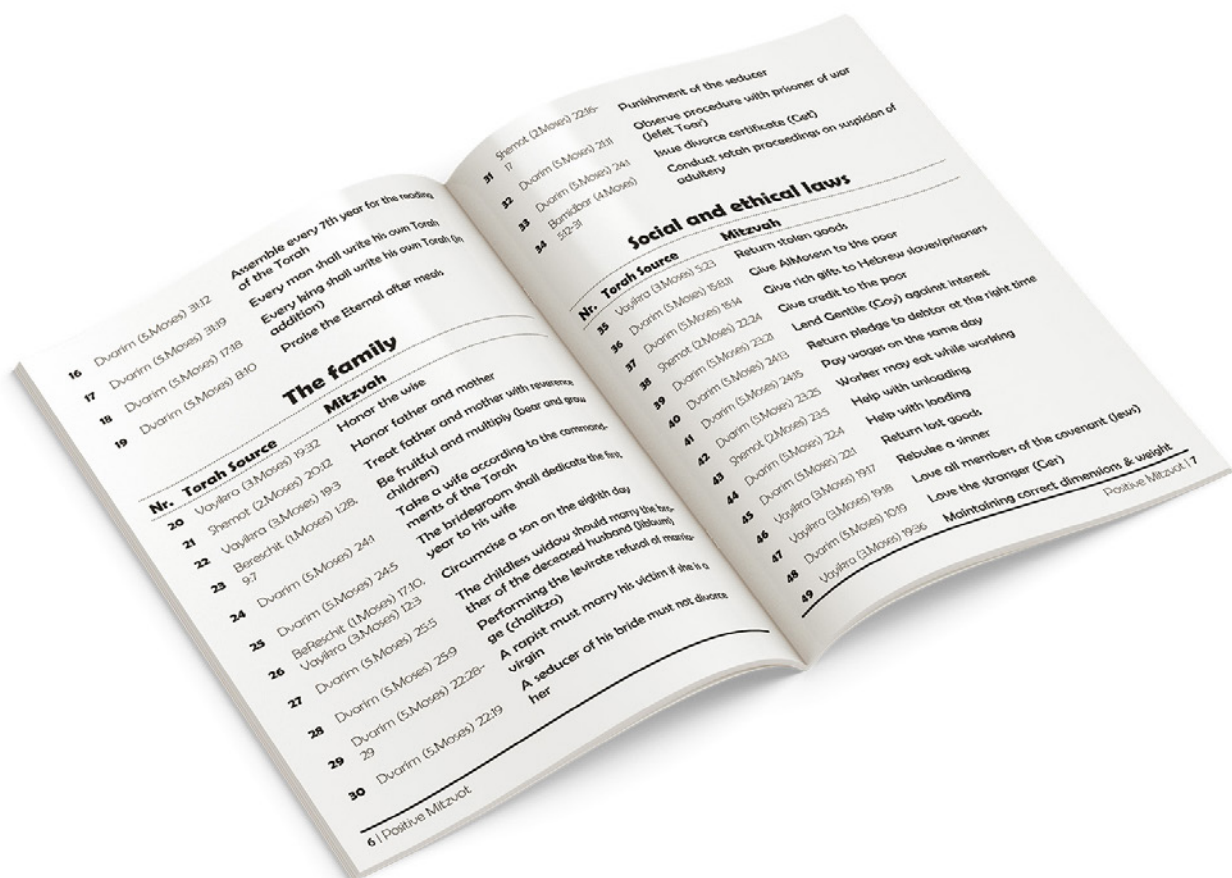 16 Dvarim (5.Moses) 31:12 Assemble every 7th year for the reading
of the Torah
17 Dvarim (5.Moses) 31:19 Every man shall write his own Torah
18 Dvarim (5.Moses) 17:18 Every king shall write his own Torah (in
addition)
19 Dvarim (5.Moses) 8:10 Praise the Eternal after meals
The family
Nr. Torah Source Mitzvah
20 Vayikra (3.Moses) 19:32 Honor the wise
21 Shemot (2.Moses) 20:12 Honor father and mother
22 Vayikra (3.Moses) 19:3 Treat father and mother with reverence
23 Bereschit (1.Moses) 1:28, Be fruitful and multiply (bear and grow
9:7 children)
24 Dvarim (5.Moses) 24:1 Take a wife according to the command-
ments of the Torah
25 Dvarim (5.Moses) 24:5 The bridegroom shall dedicate the first
year to his wife
26 BeReschit (1.Moses) 17:10, Circumcise a son on the eighth day
Vayikra (3.Moses) 12:3
27 Dvarim (5.Moses) 25:5 The childless widow should marry the bro-
ther of the deceased husband (Jibbum)
28 Dvarim (5.Moses) 25:9 Performing the levirate refusal of marria-
ge (chalitza)
29 Dvarim (5.Moses) 22:28- A rapist must marry his victim if she is a
29 virgin
30 Dvarim (5.Moses) 22:19 A seducer of his bride must not divorce
her
6 | Positive Mitzvot
31 Shemot (2.Moses) 22:16- Punishment of the seducer
17
32 Dvarim (5.Moses) 21:11 Observe procedure with prisoner of war
(Jefet Toar)
33 Dvarim (5.Moses) 24:1 Issue divorce certificate (Get)
34 Bamidbar (4.Moses) Conduct sotah proceedings on suspicion of
5:12-31 adultery
Social and ethical laws
Nr. Torah Source Mitzvah
35 Vayikra (3.Moses) 5:23 Return stolen goods
36 Dvarim (5.Moses) 15:8,11 Give AlMosesn to the poor
37 Dvarim (5.Moses) 15:14 Give rich gifts to Hebrew slaves/prisoners
38 Shemot (2.Moses) 22:24 Give credit to the poor
39 Dvarim (5.Moses) 23:21 Lend Gentile (Goy) against interest
40 Dvarim (5.Moses) 24:13 Return pledge to debtor at the right time
41 Dvarim (5.Moses) 24:15 Pay wages on the same day
42 Dvarim (5.Moses) 23:25 Worker may eat while working
43 Shemot (2.Moses) 23:5 Help with unloading
44 Dvarim (5.Moses) 22:4 Help with loading
45 Dvarim (5.Moses) 22:1 Return lost goods
46 Vayikra (3.Moses) 19:17 Rebuke a sinner
47 Vayikra (3.Moses) 19:18 Love all members of the covenant (Jews)
48 Dvarim (5.Moses) 10:19 Love the stranger (Ger)
49 Vayikra (3.Moses) 19:36 Maintaining correct dimensions & weight
Positive Mitzvot | 7